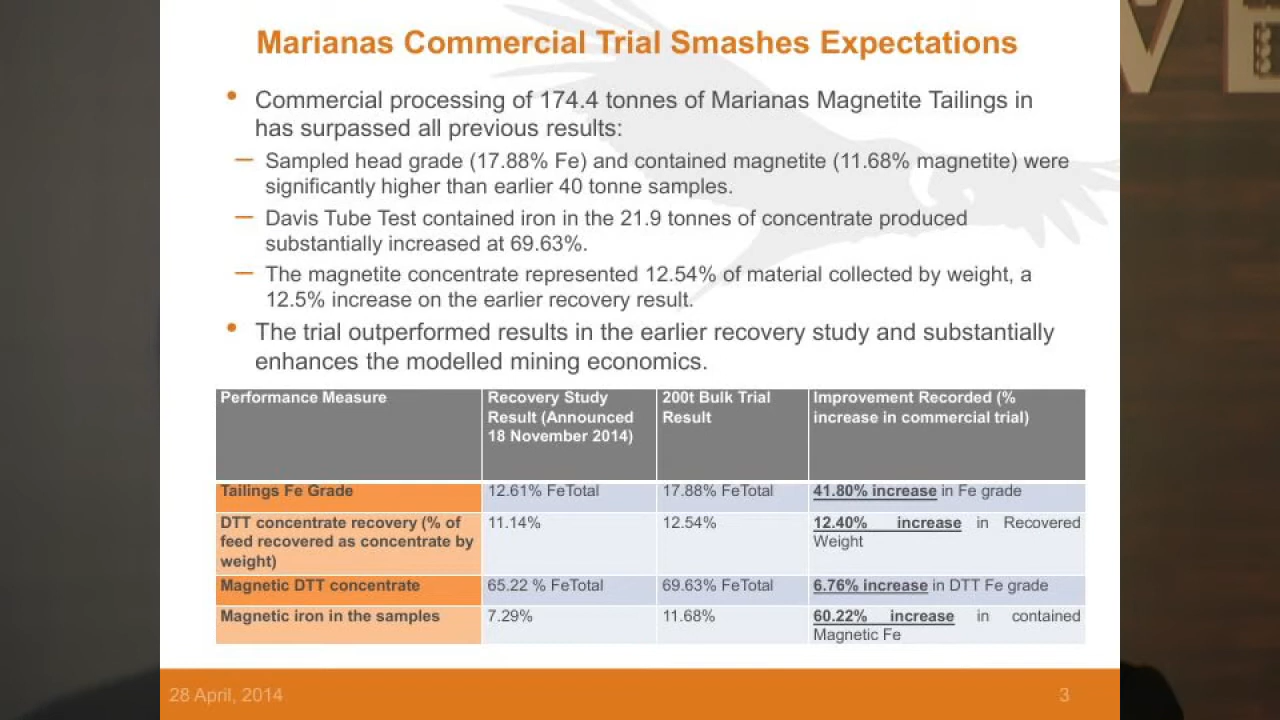 Marianas Commercial Trial Smashes Expectations
• Commercial processing of 174.4 tonnes of Marianas Magnetite Tailings in
has surpassed all previous results:
— Sampled head grade (17.88% Fe) and contained magnetite (11.68% magnetite) were
significantly higher than earlier 40 tonne samples.
— Davis Tube Test contained iron in the 21.9 tonnes of concentrate produced
substantially increased at 69.63%.
— The magnetite concentrate represented 12.54% of material collected by weight, a
12.5% increase on the earlier recovery result.
• The trial outperformed results in the earlier recovery study and substantially
enhances the modelled mining economics.
Performance Measure
Recovery Study
Result (Announced
18 November 2014)
200t Bulk Trial
Result
Improvement Recorded (%
increase in commercial trial)
Tailings Fe Grade
12.61% FeTotal
17.88% FeTotal
41.80% increase in Fe grade
DTT concentrate recovery (% of
feed recovered as concentrate by
weight)
11.14%
12.54%
12.40% increase in Recovered
Weight
Magnetic DTT concentrate
65.22 % FeTotal
69.63% FeTotal
6.76% increase in DTT Fe grade
Magnetic iron in the samples
7.29%
11.68%
60.22% increase in contained
Magnetic Fe
28 April, 2014
3